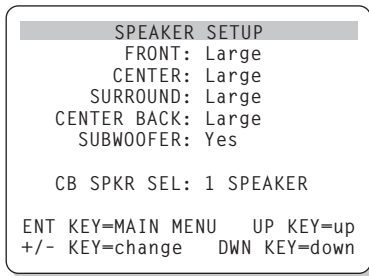 SPEAKER SETUP
FRONT: Large
CENTER: Large
SURROUND: Large
CENTER BACK: Large
SUBWOOFER: Yes
CB SPKR SEL: 1 SPEAKER
ENT KEY=MAIN MENU UP KEY=up
+/- KEY=change DWN KEY=down